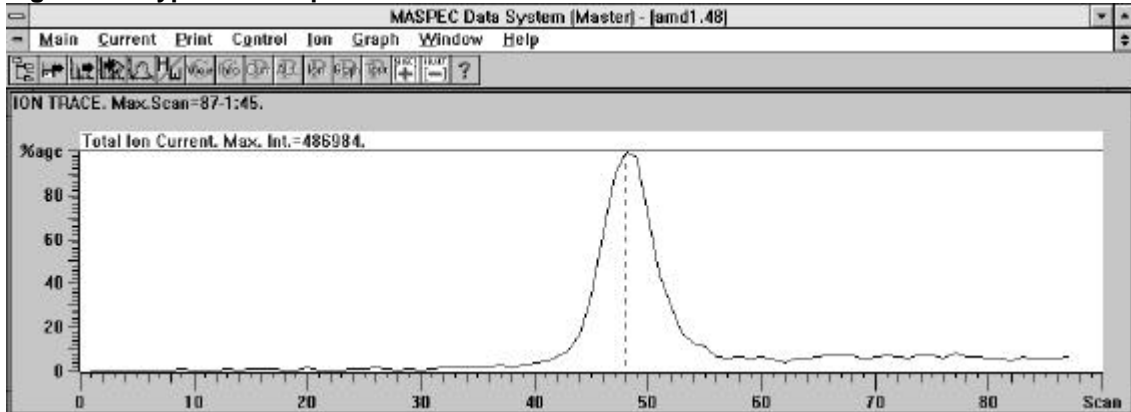 MASPEC Data System (Master) - [amd1.48]
Main Current Print Control Ion Graph Window Help
?
ION TRACE. Max.Scan=87-1:45.
Total Ion Current. Max. Int.=486984.
%age
80
60
40
20
0
0 10 20 30 40 50 60 70 80 Scan